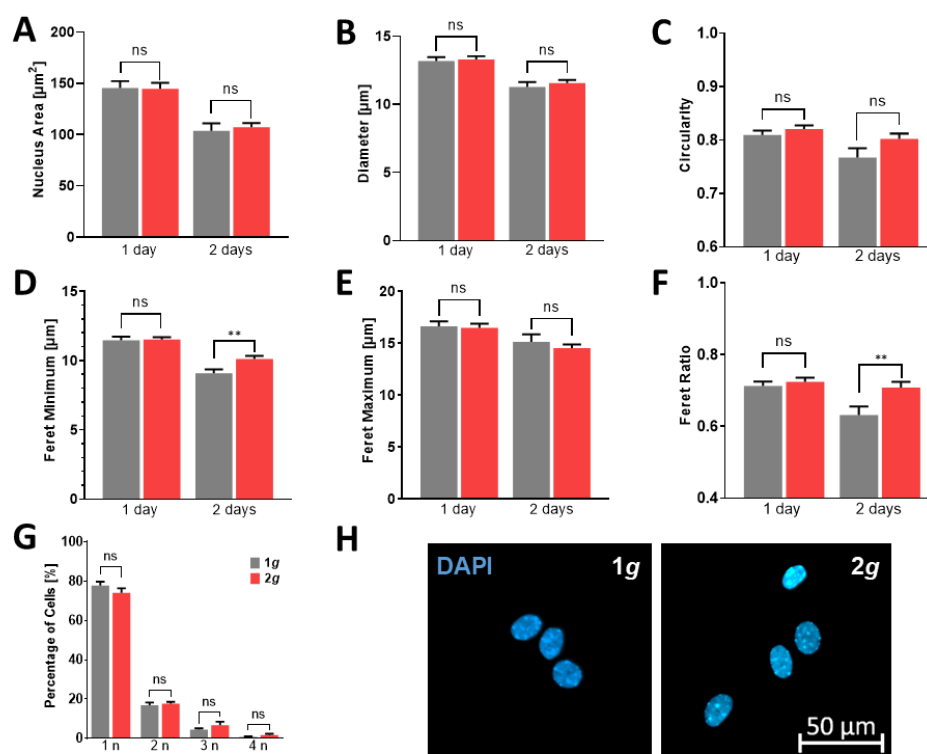 A
Nucleus Area [µm²]
200
150
100
50
0
ns
ns
1 day
2 days
B
Diameter [µm]
15
10
5
0
ns
ns
1 day
2 days
C
Circularity
1.0
0.9
0.8
0.7
0.6
ns
ns
1 day
2 days
D
Feret Minimum [µm]
15
10
5
0
ns
**
1 day
2 days
E
Feret Maximum [µm]
20
15
10
5
0
ns
ns
1 day
2 days
F
Feret Ratio
1.0
0.8
0.6
0.4
ns
**
1 day
2 days
G
Percentage of Cells [%]
100
80
60
40
20
0
ns
ns
ns
ns
1g
2g
1 n
2 n
3 n
4 n
H
DAPI
1g
2g
50 µm